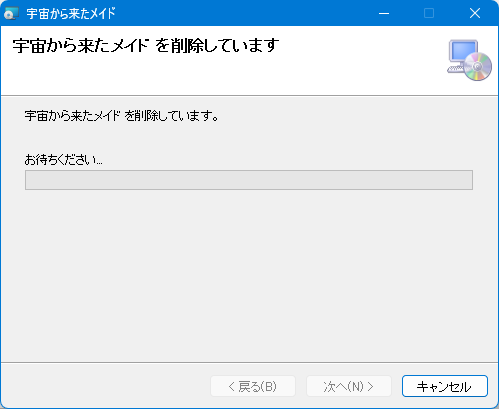 宇宙から来たメイド
宇宙から来たメイド を削除しています
宇宙から来たメイド を削除しています。
お待ちください...
< 戻る(B)
次へ(N) >
キャンセル